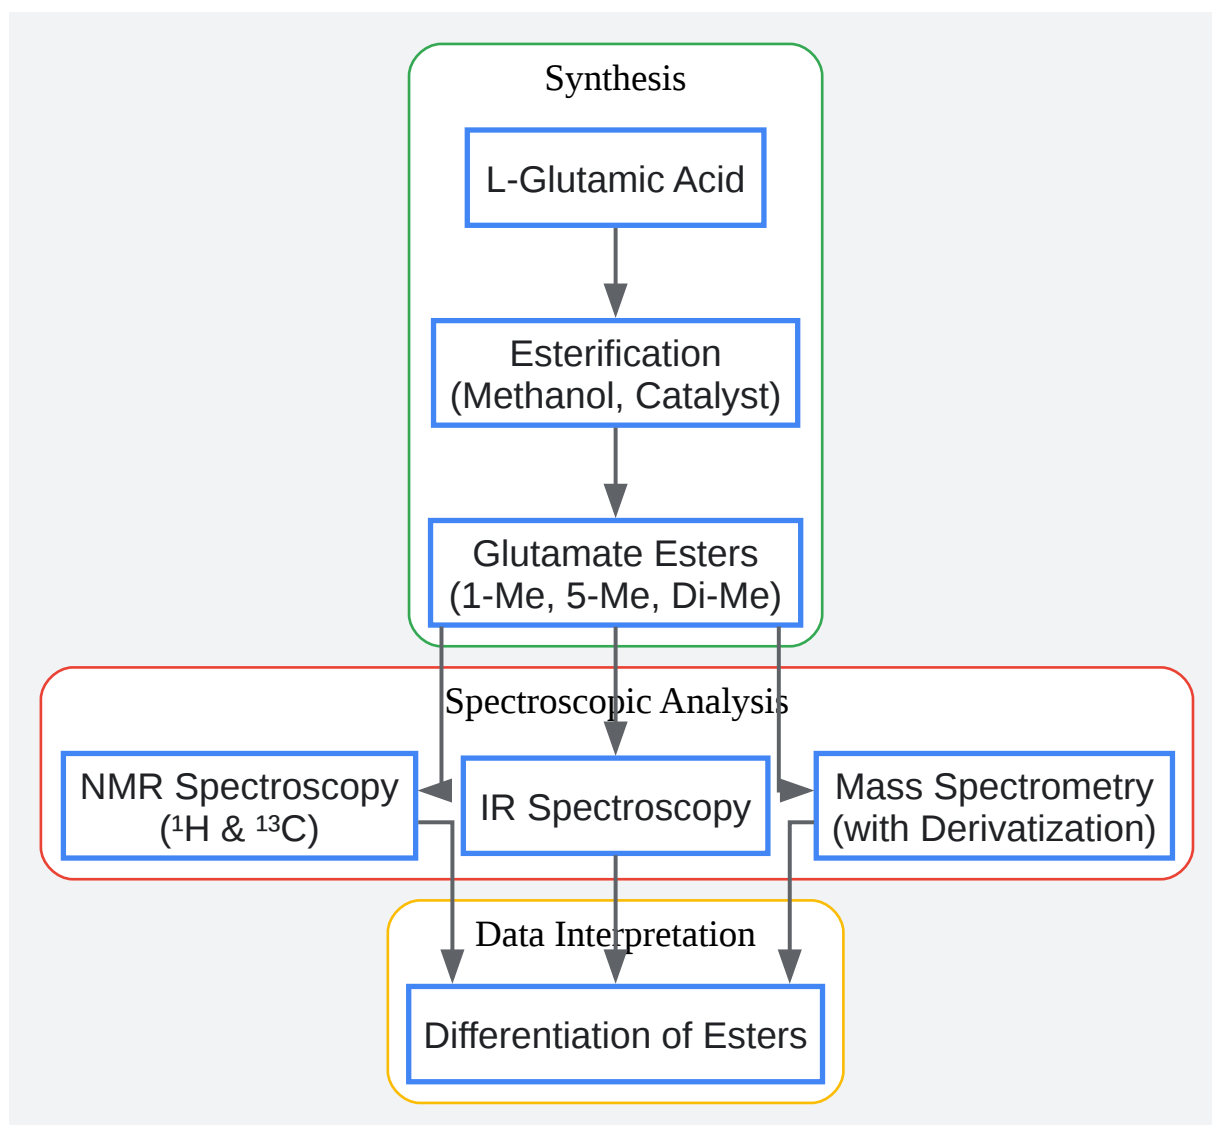 Synthesis
L-Glutamic Acid
Esterification
(Methanol, Catalyst)
Glutamate Esters
(1-Me, 5-Me, Di-Me)
Spectroscopic Analysis
NMR Spectroscopy
(¹H & ¹³C)
IR Spectroscopy
Mass Spectrometry
(with Derivatization)
Data Interpretation
Differentiation of Esters